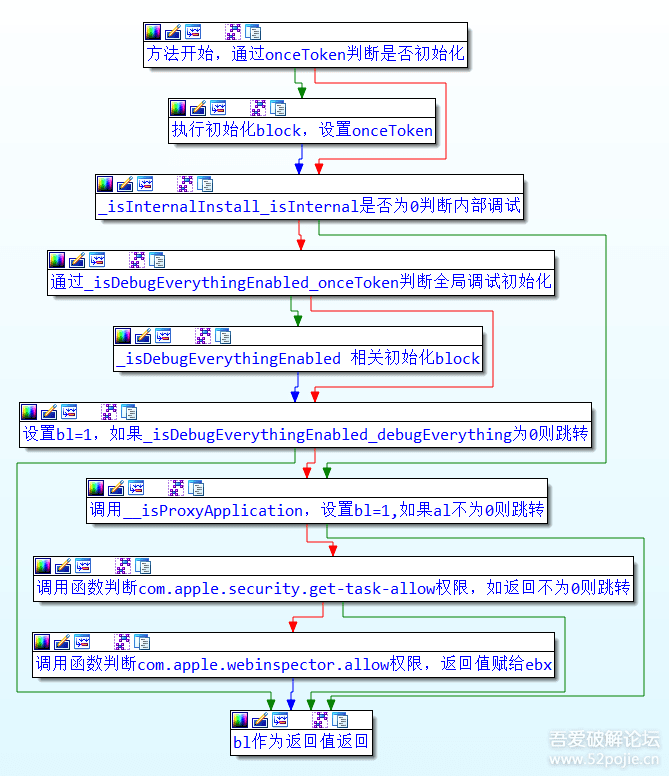 方法开始，通过onceToken判断是否初始化
执行初始化block，设置onceToken
_isInternalInstall_isInternal是否为0判断内部调试
通过_isDebugEverythingEnabled_onceToken判断全局调试初始化
_isDebugEverythingEnabled 相关初始化block
设置bl=1，如果_isDebugEverythingEnabled_debugEverything为0则跳转
调用__isProxyApplication，设置bl=1,如果al不为0则跳转
调用函数判断com.apple.security.get-task-allow权限，如返回不为0则跳转
调用函数判断com.apple.webinspector.allow权限，返回值赋给ebx
bl作为返回值返回
吾爱破解论坛
www.52pojie.cn